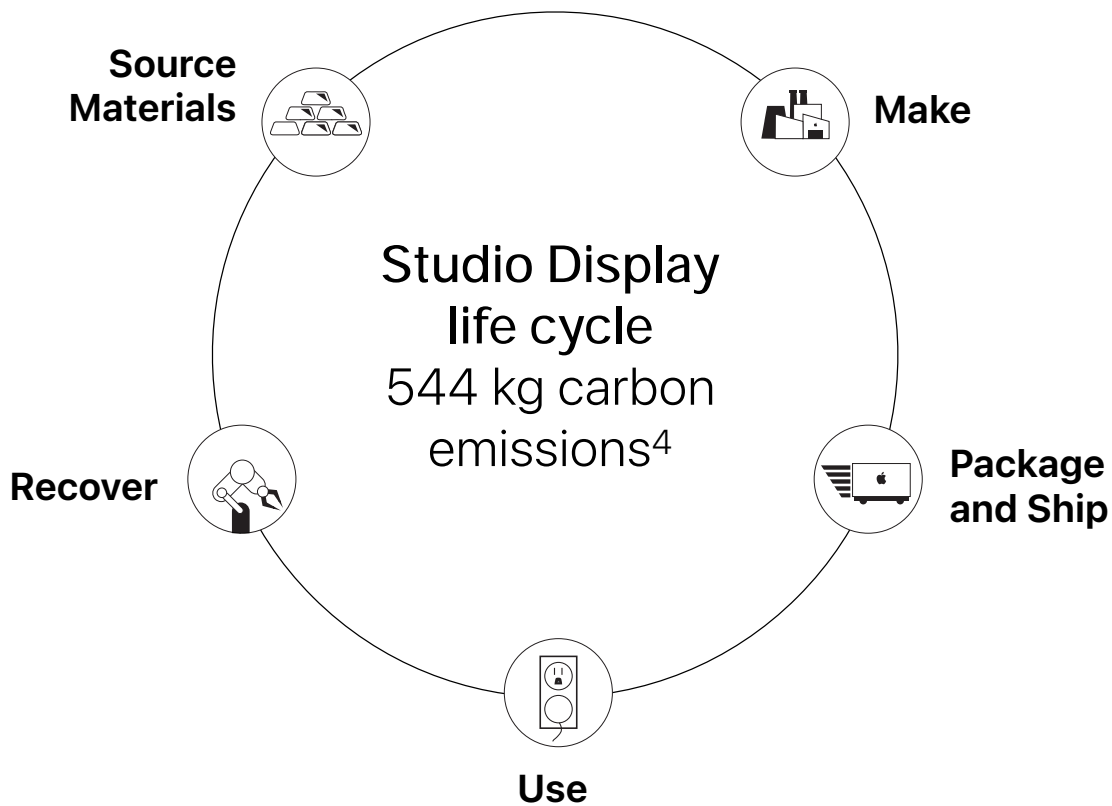 Source
Materials
Make
Studio Display
life cycle
544 kg carbon
emissions⁴
Recover
Package
and Ship
Use